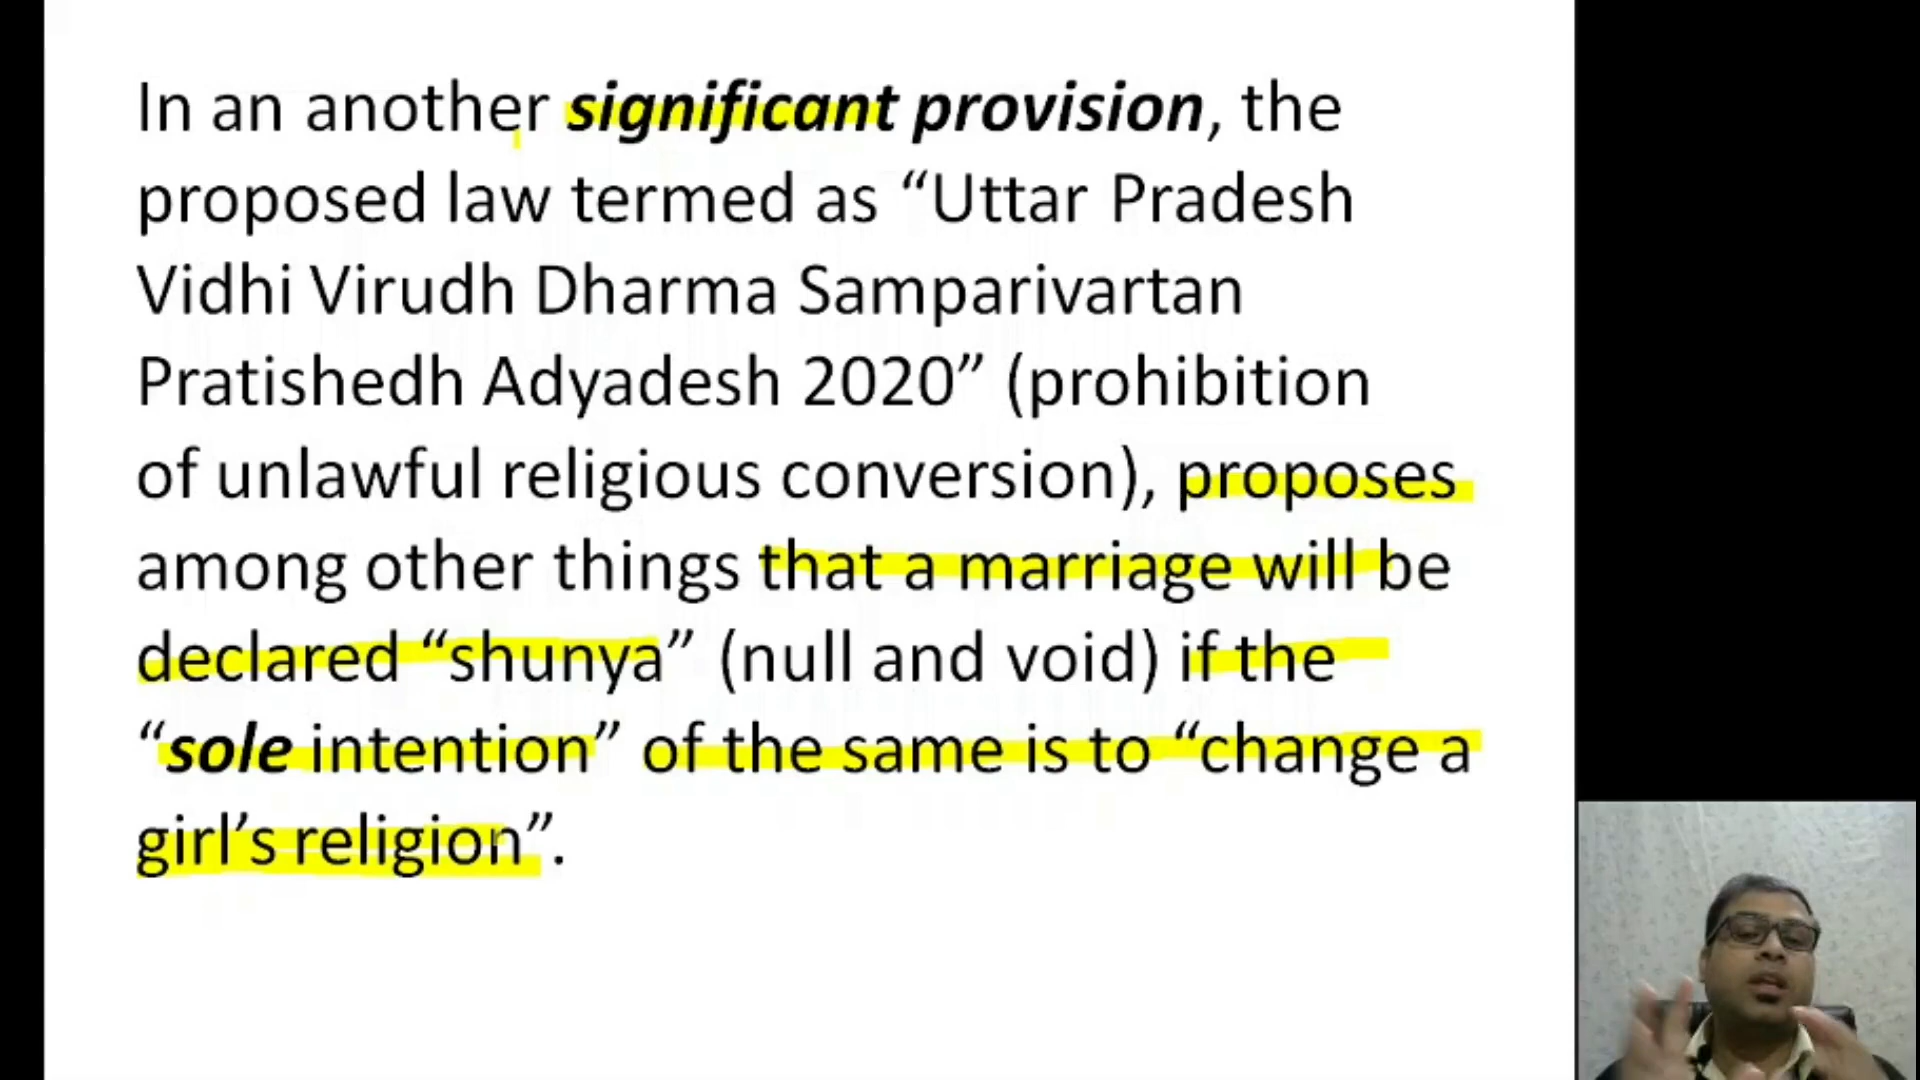 In an another significant provision, the
proposed law termed as “Uttar Pradesh
Vidhi Virudh Dharma Samparivartan
Pratishedh Adyadesh 2020” (prohibition
of unlawful religious conversion), proposes
among other things that a marriage will be
declared “shunya” (null and void) if the
“sole intention” of the same is to “change a
girl’s religion”.